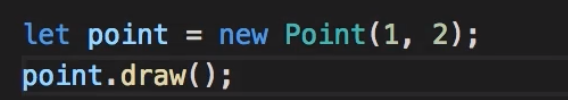 let point = new Point(1, 2);
point.draw();